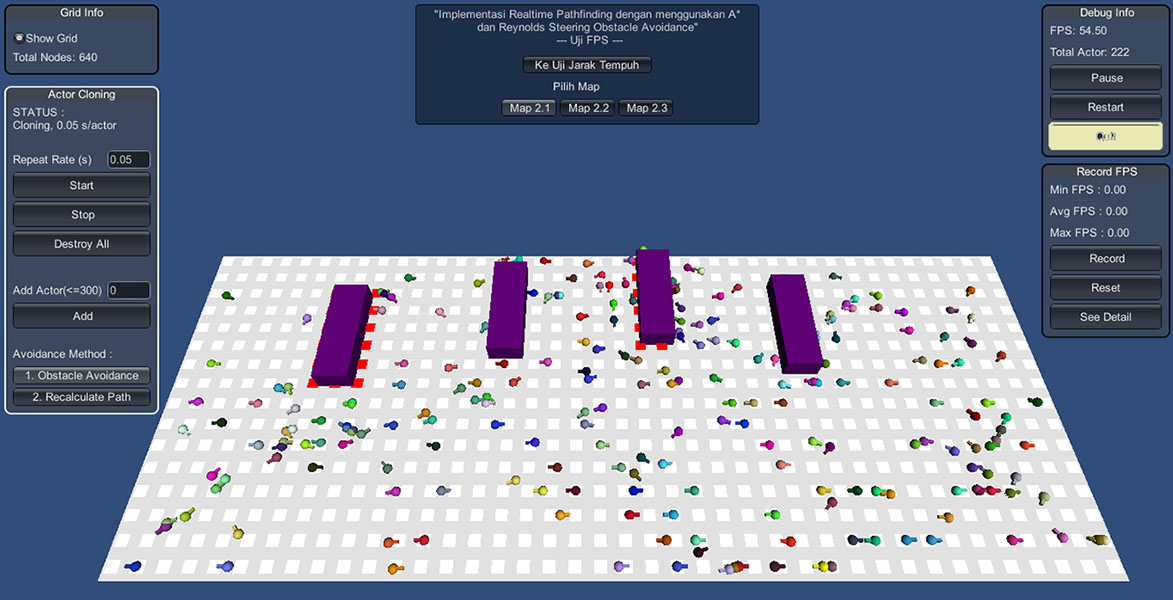 Grid Info
Show Grid
Total Nodes: 640
Actor Cloning
STATUS :
Cloning, 0.05 s/actor
Repeat Rate (s) 0.05
Start
Stop
Destroy All
Add Actor(<=300) 0
Add
Avoidance Method :
1. Obstacle Avoidance
2. Recalculate Path
"Implementasi Realtime Pathfinding dengan menggunakan A*
dan Reynolds Steering Obstacle Avoidance"
--- Uji FPS ---
Ke Uji Jarak Tempuh
Pilih Map
Map 2.1 Map 2.2 Map 2.3
Debug Info
FPS: 54.50
Total Actor: 222
Pause
Restart
Record FPS
Min FPS : 0.00
Avg FPS : 0.00
Max FPS : 0.00
Record
Reset
See Detail